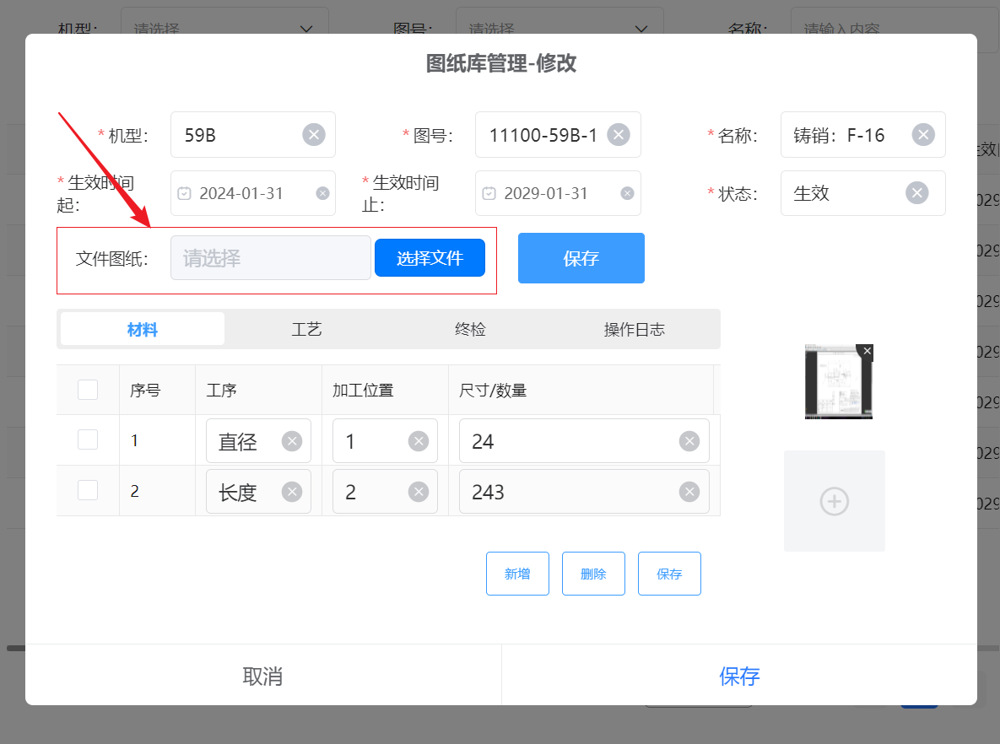 机型: 请选择 图号: 请选择 名称: 请输入内容
图纸库管理-修改
*机型: 59B *图号: 11100-59B-1 *名称: 铸销: F-16
*生效时间起: 2024-01-31 *生效时间止: 2029-01-31 *状态: 生效
文件图纸: 请选择 选择文件 保存
材料 工艺 终检 操作日志
序号 工序 加工位置 尺寸/数量
1 直径 1 24
2 长度 2 243
新增 删除 保存
取消 保存